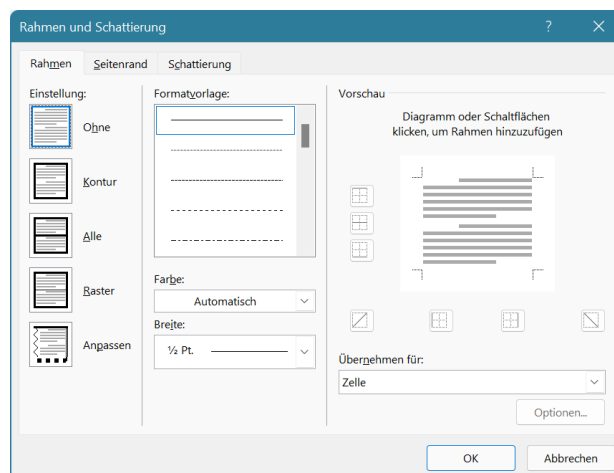 Rahmen und Schattierung
Rahmen Seitenrand Schattierung
Einstellung:
Ohne
Kontur
Alle
Raster
Anpassen
Formatvorlage:
Farbe:
Automatisch
Breite:
½ Pt.
Vorschau
Diagramm oder Schaltflächen
klicken, um Rahmen hinzuzufügen
Übernehmen für:
Zelle
Optionen...
OK Abbrechen